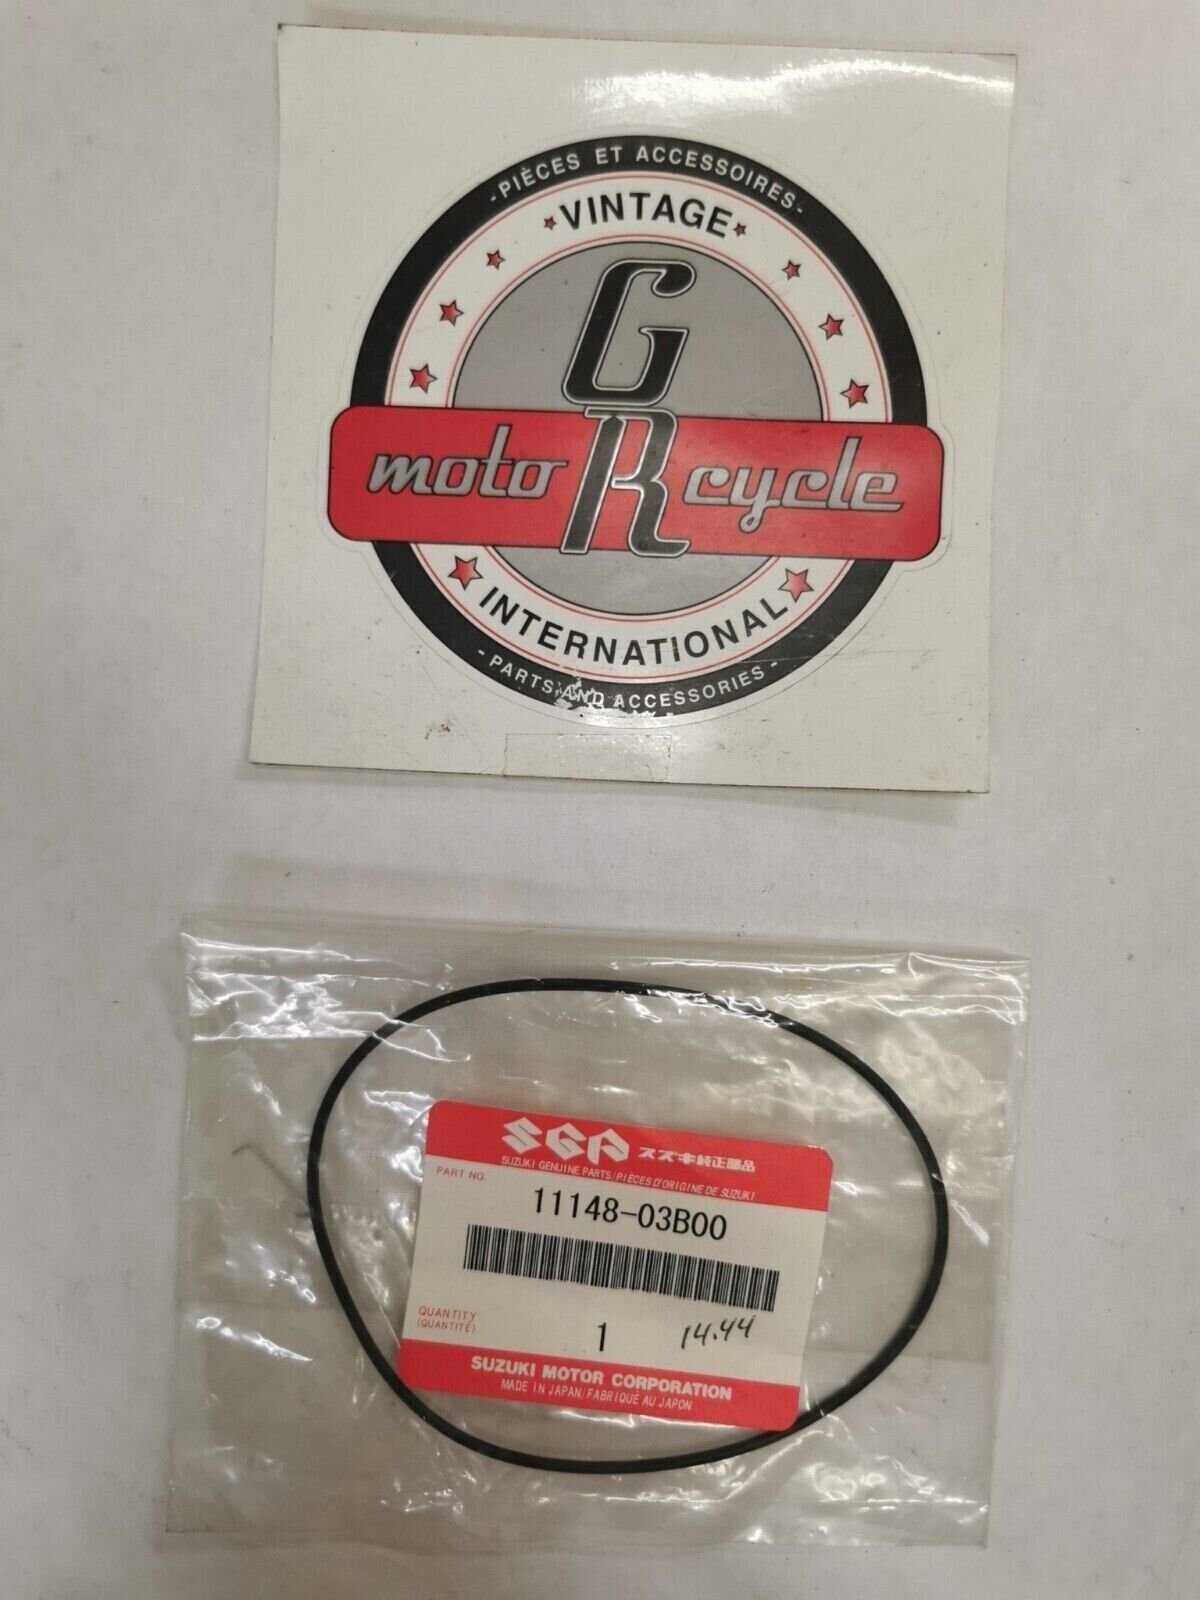 - PIÈCES ET ACCESSOIRES -
VINTAGE
GR
motorcycle
INTERNATIONAL
- PARTS AND ACCESSORIES -
SGP スズキ純正部品
SUZUKI GENUINE PARTS/PIÈCES D'ORIGINE DE SUZUKI
PART NO.
11148-03B00
QUANTITY
(QUANTITÉ)
1 14.44
SUZUKI MOTOR CORPORATION
MADE IN JAPAN/FABRIQUÉ AU JAPON